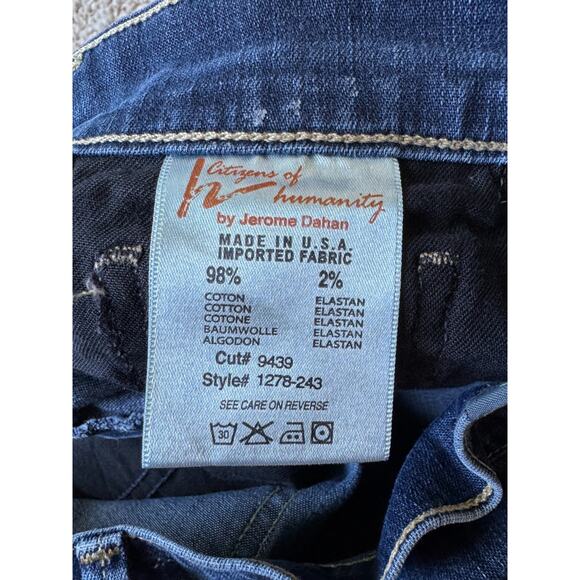 Citizens of
humanity
by Jerome Dahan
MADE IN U.S.A.
IMPORTED FABRIC
98% 2%
COTON ELASTAN
COTTON ELASTAN
COTONE ELASTAN
BAUMWOLLE ELASTAN
ALGODON ELASTAN
Cut# 9439
Style# 1278-243
SEE CARE ON REVERSE
30